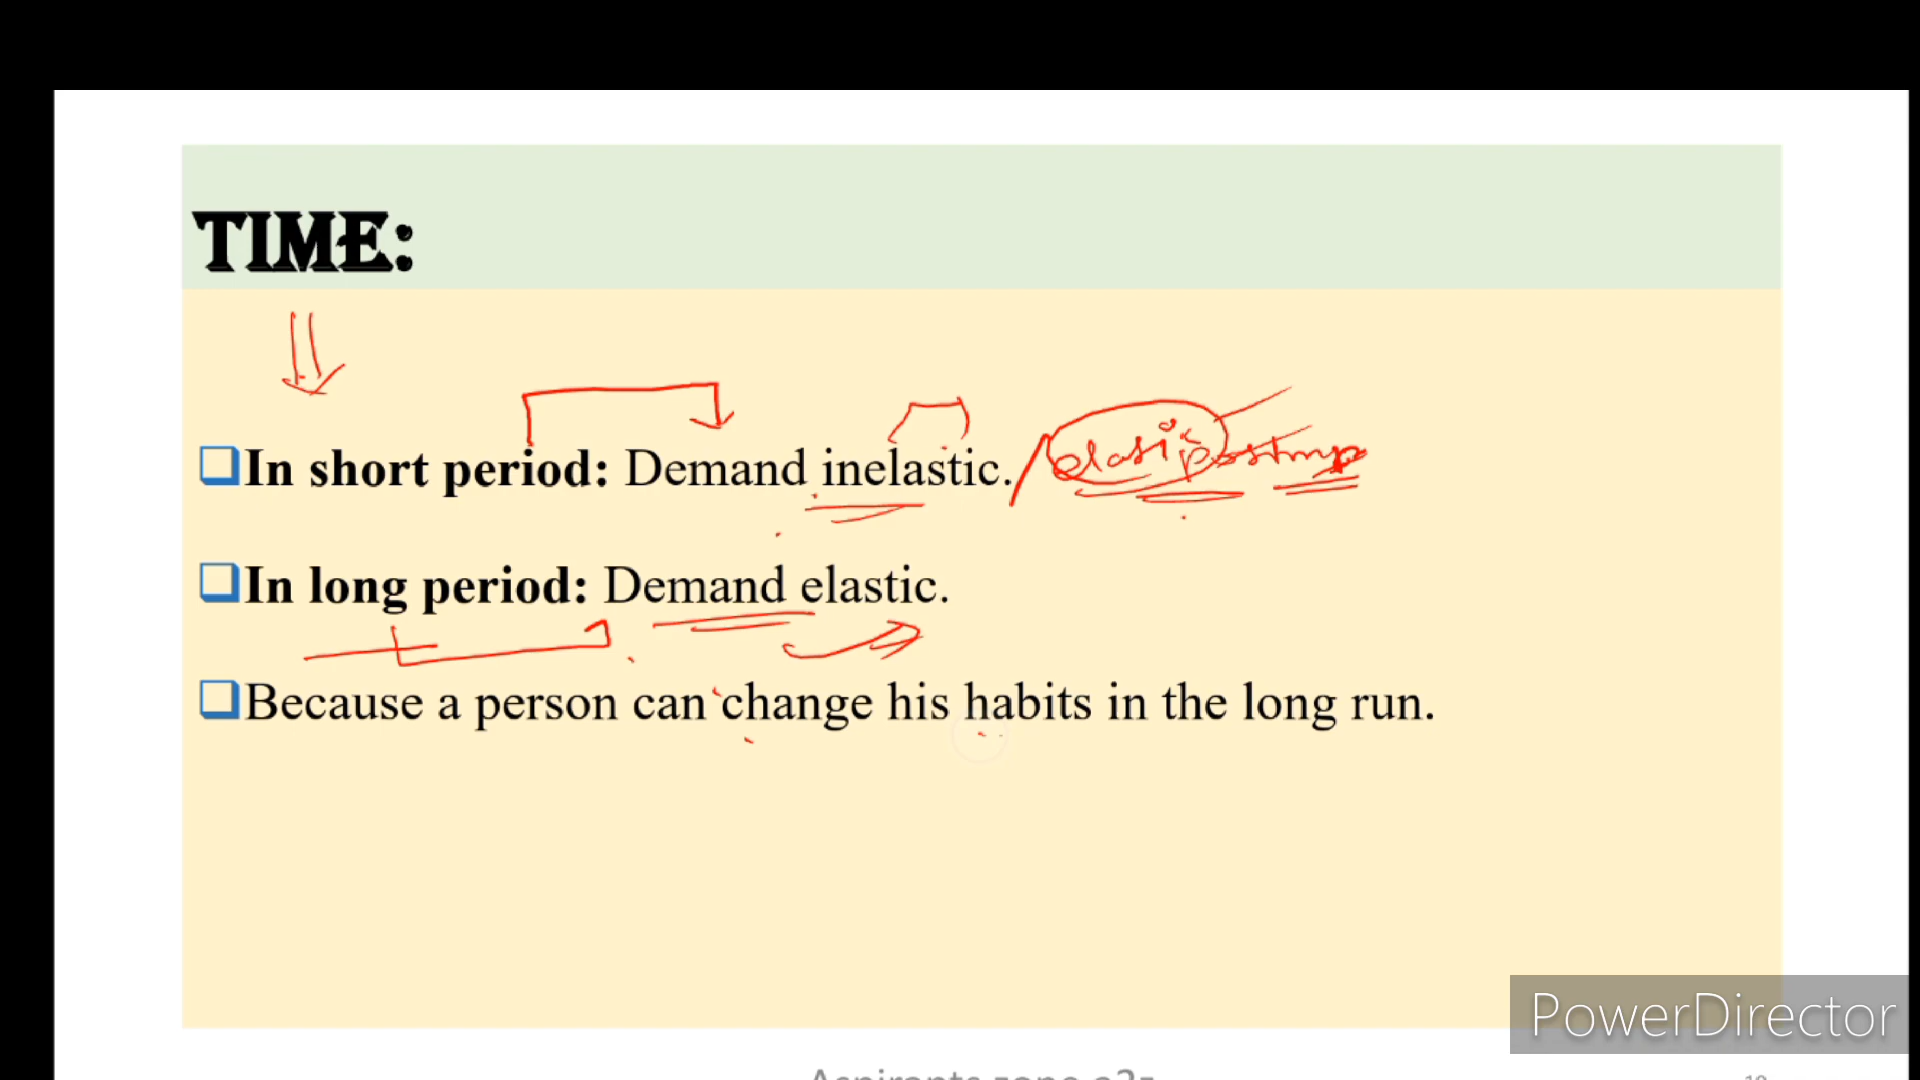 TIME:
In short period: Demand inelastic. / elastic
In long period: Demand elastic.
Because a person can change his habits in the long run.
PowerDirector